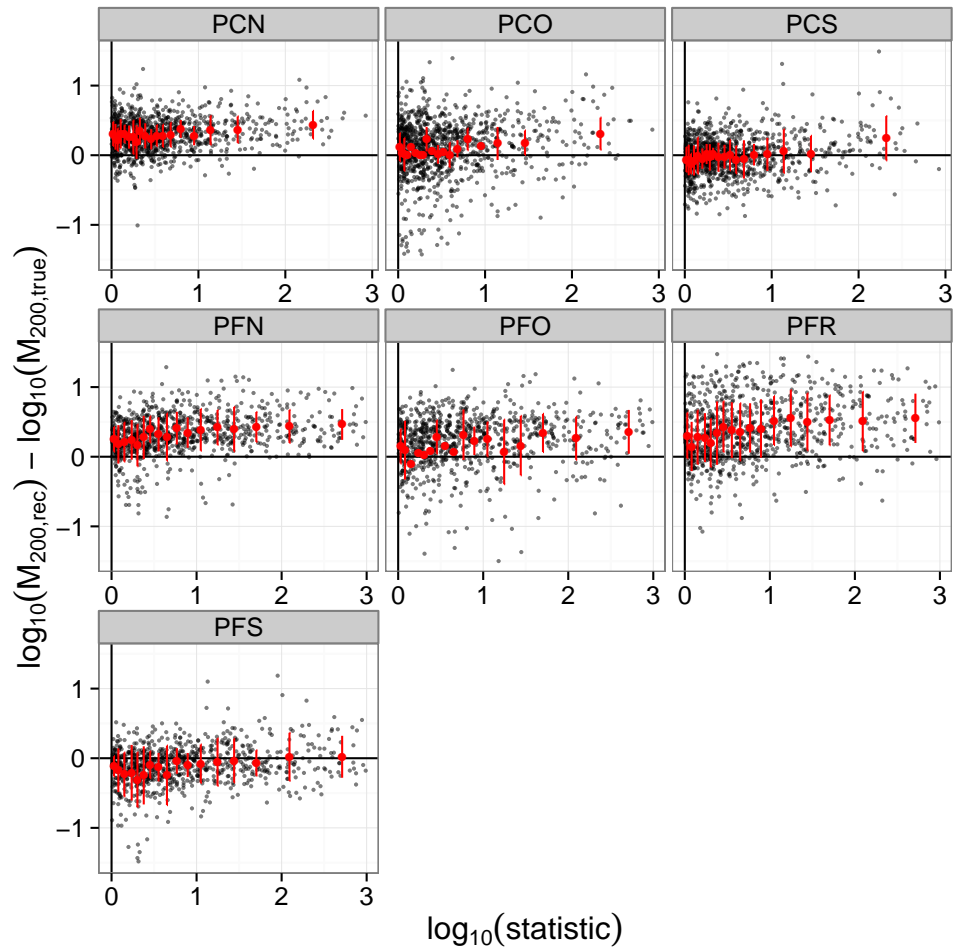 PCN PCO PCS
1
0
−1
0 1 2 3 0 1 2 3 0 1 2 3
PFN PFO PFR
1
0
−1
0 1 2 3 0 1 2 3 0 1 2 3
PFS
1
0
−1
0 1 2 3
log₁₀(statistic)
log₁₀(M₂₀₀,rec) − log₁₀(M₂₀₀,true)